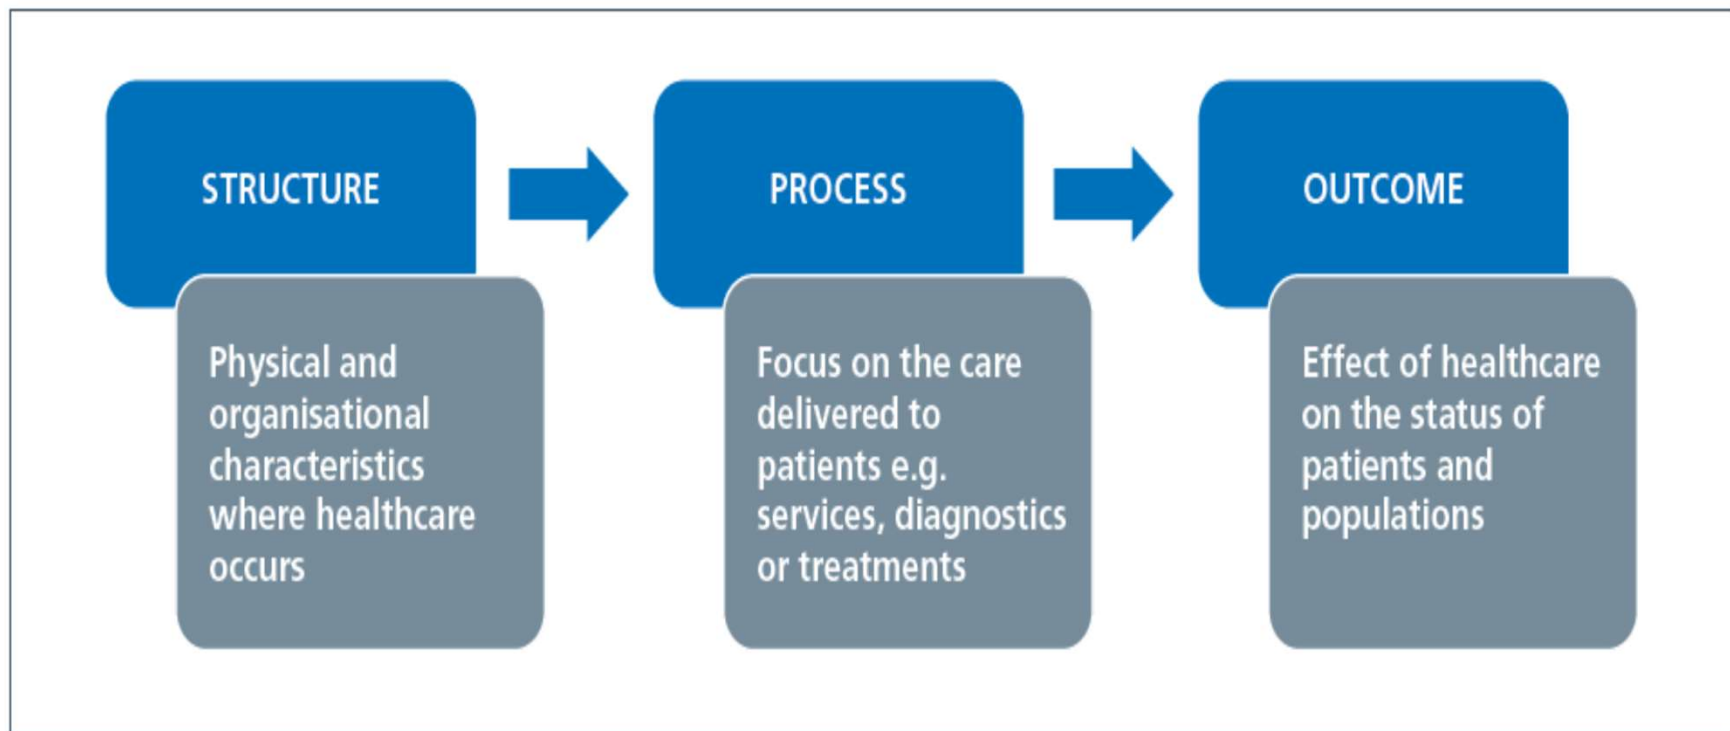 STRUCTURE
Physical and
organisational
characteristics
where healthcare
occurs
PROCESS
Focus on the care
delivered to
patients e.g.
services, diagnostics
or treatments
OUTCOME
Effect of healthcare
on the status of
patients and
populations